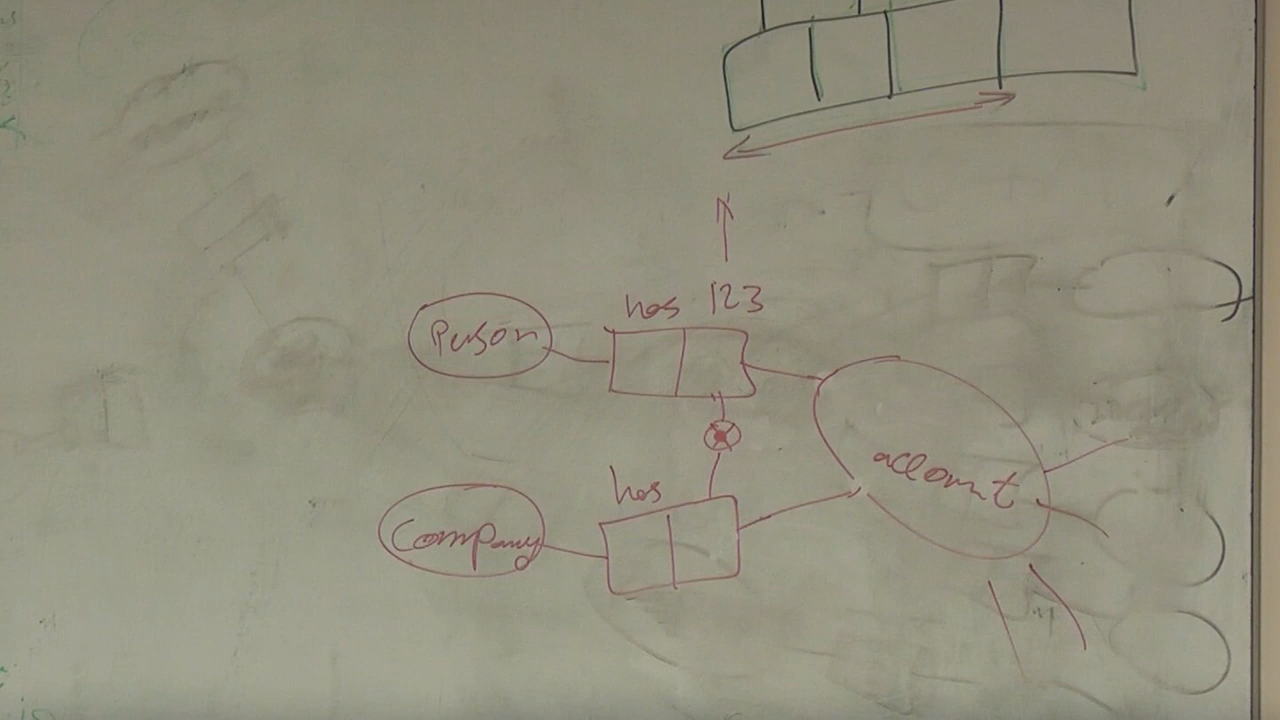 has 123
Person
account
has
Company